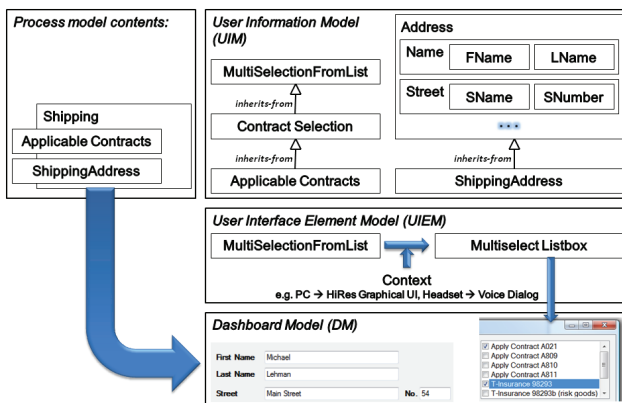 Process model contents:
Shipping
Applicable Contracts
ShippingAddress
User Information Model
(UIM)
MultiSelectionFromList
inherits-from
Contract Selection
inherits-from
Applicable Contracts
Address
Name
FName
LName
Street
SName
SNumber
• • •
inherits-from
ShippingAddress
User Interface Element Model (UIEM)
MultiSelectionFromList
Multiselect Listbox
Context
e.g. PC → HiRes Graphical UI, Headset → Voice Dialog
Dashboard Model (DM)
First Name Michael
Last Name Lehman
Street Main Street No. 54
Apply Contract A021
Apply Contract A809
Apply Contract A810
Apply Contract A811
T-Insurance 98293
T-Insurance 98293b (risk goods)